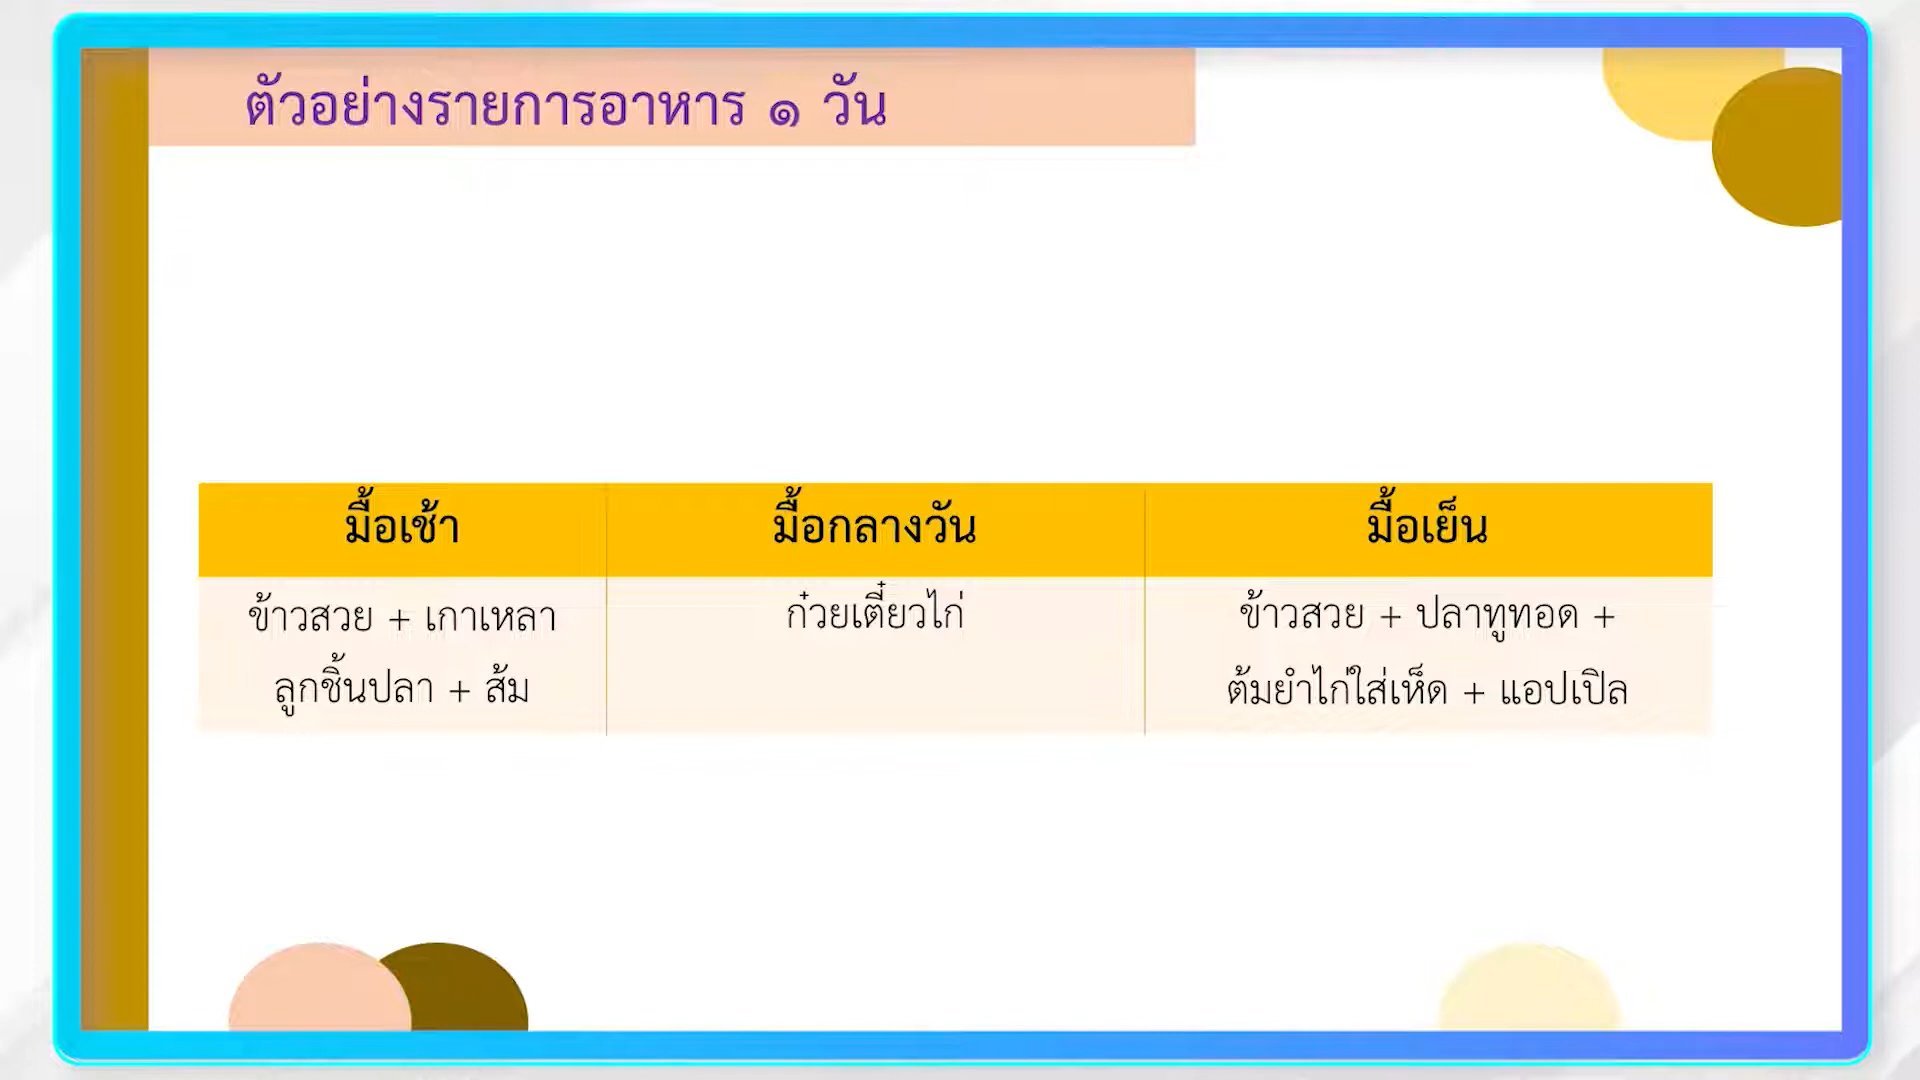 ตัวอย่างรายการอาหาร ๑ วัน
มื้อเช้า
มื้อกลางวัน
มื้อเย็น
ข้าวสวย + เกาเหลา
ลูกชิ้นปลา + ส้ม
ก๋วยเตี๋ยวไก่
ข้าวสวย + ปลาทูทอด +
ต้มยำไก่ใส่เห็ด + แอปเปิล